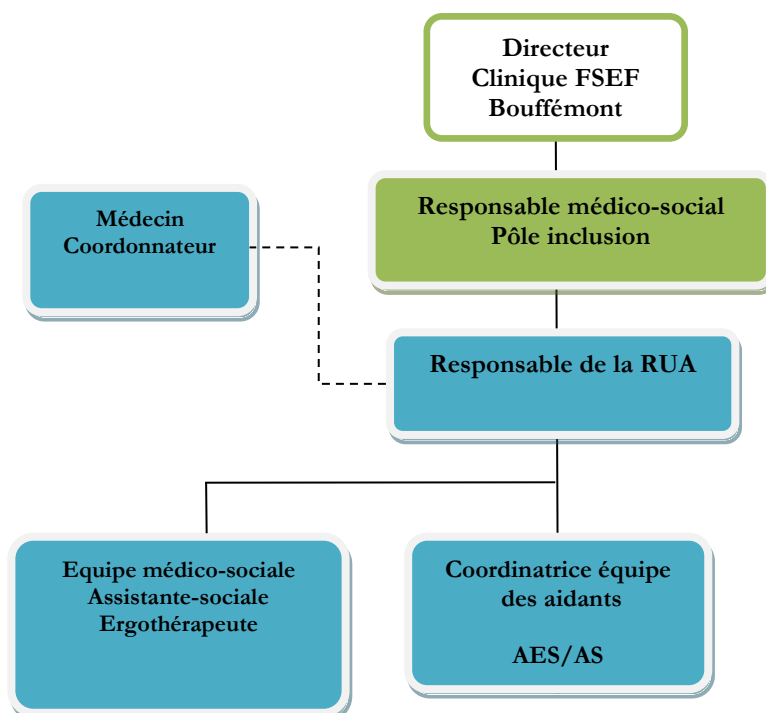 Directeur
Clinique FSEF
Bouffémont
Responsable médico-social
Pôle inclusion
Médecin
Coordonnateur
Responsable de la RUA
Equipe médico-sociale
Assistante-sociale
Ergothérapeute
Coordinatrice équipe
des aidants
AES/AS